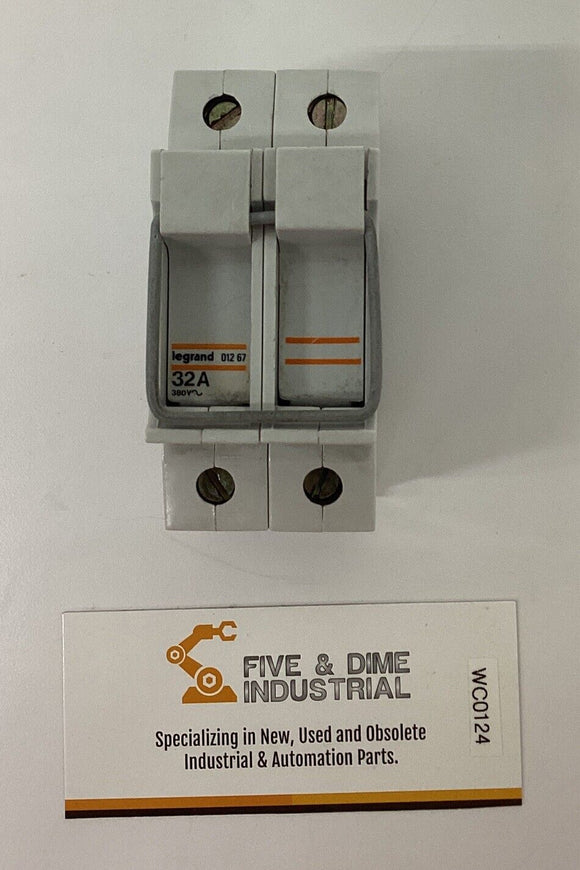 legrand 012 67
32A
380V~
FIVE & DIME
INDUSTRIAL
WC0124
Specializing in New, Used and Obsolete
Industrial & Automation Parts.